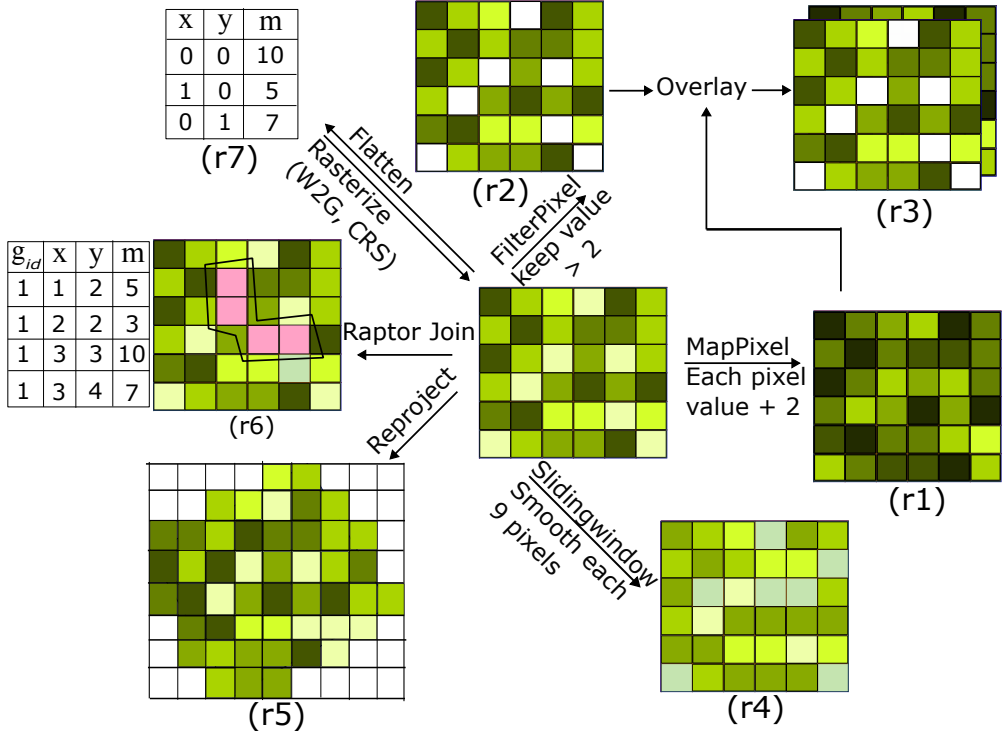 x y m
0 0 10
1 0 5
0 1 7
(r7)
Flatten
Rasterize
(W2G, CRS)
(r2)
FilterPixel
keep value
> 2
Overlay
(r3)
g_id x y m
1 1 2 5
1 2 2 3
1 3 3 10
1 3 4 7
(r6)
Raptor Join
MapPixel
Each pixel
value + 2
(r1)
Reproject
(r5)
Slidingwindow
Smooth each
9 pixels
(r4)